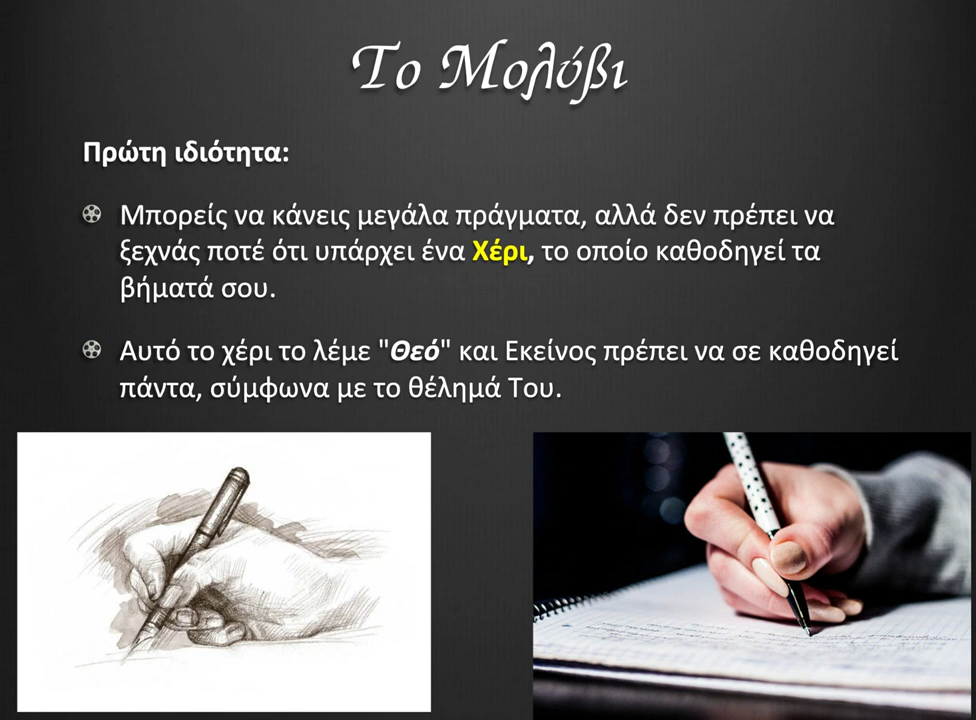 Το Μολύβι
Πρώτη ιδιότητα:
Μπορείς να κάνεις μεγάλα πράγματα, αλλά δεν πρέπει να
ξεχνάς ποτέ ότι υπάρχει ένα Χέρι, το οποίο καθοδηγεί τα
βήματά σου.
Αυτό το χέρι το λέμε "Θεό" και Εκείνος πρέπει να σε καθοδηγεί
πάντα, σύμφωνα με το θέλημά Του.